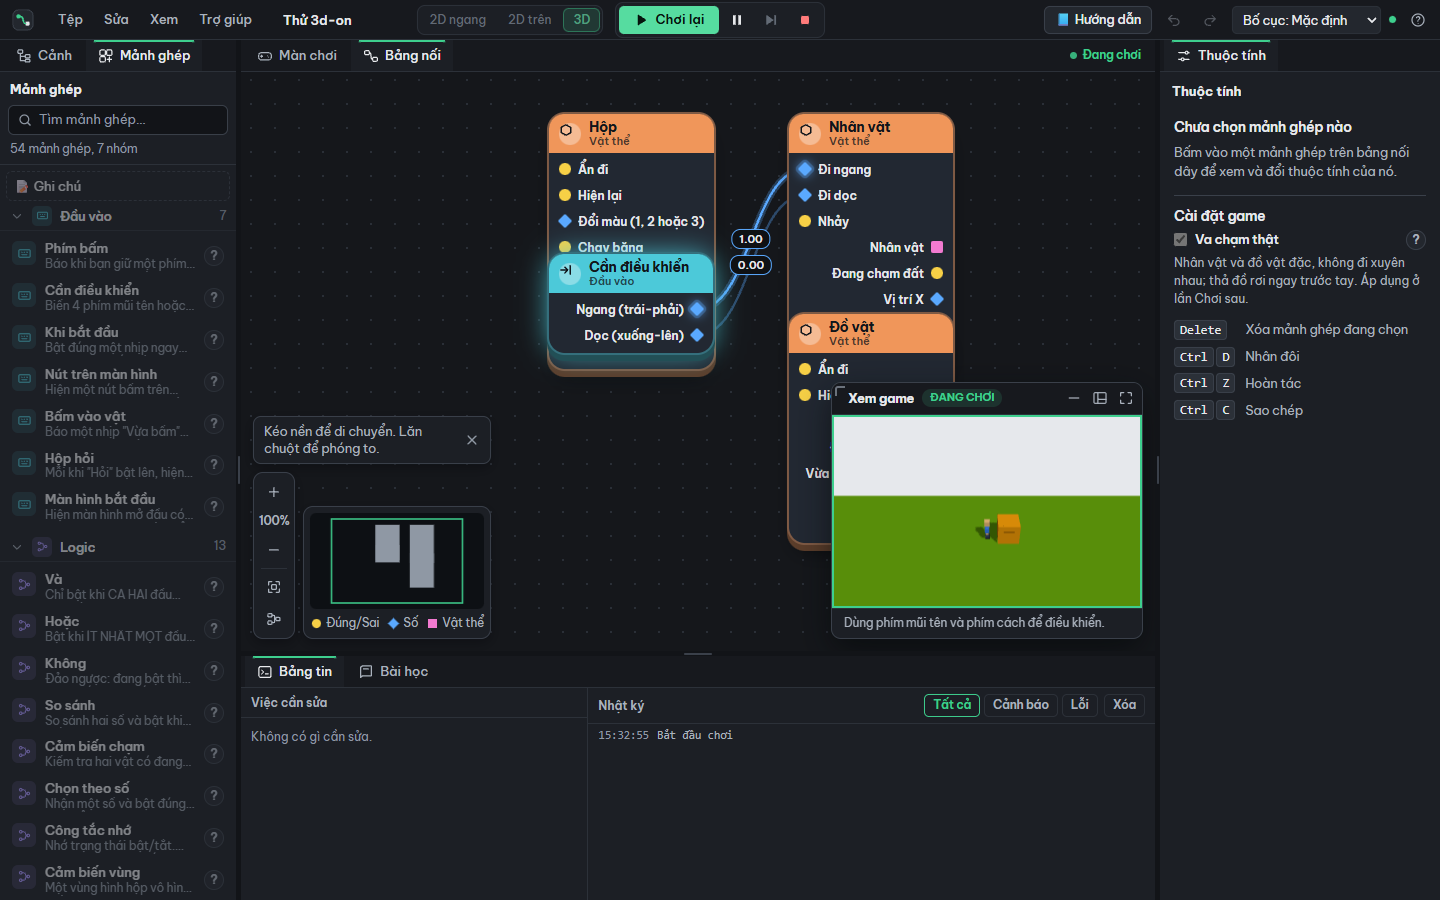 Tệp Sửa Xem Trợ giúp Thử 3d-on 2D ngang 2D trên 3D Chơi lại Hướng dẫn Bố cục: Mặc định
Cảnh Mảnh ghép
Màn chơi Bảng nối Đang chơi
Thuộc tính
Mảnh ghép
Tìm mảnh ghép...
54 mảnh ghép, 7 nhóm
Ghi chú
Đầu vào 7
Phím bấm
Báo khi bạn giữ một phím...
?
Cần điều khiển
Biến 4 phím mũi tên hoặc...
?
Khi bắt đầu
Bật đúng một nhịp ngay...
?
Nút trên màn hình
Hiện một nút bấm trên...
?
Bấm vào vật
Báo một nhịp "Vừa bấm"...
?
Hộp hỏi
Mỗi khi "Hỏi" bật lên, hiện...
?
Màn hình bắt đầu
Hiện màn hình mở đầu có...
?
Logic 13
Và
Chỉ bật khi CẢ HAI đầu...
?
Hoặc
Bật khi ÍT NHẤT MỘT đầu...
?
Không
Đảo ngược: đang bật thì...
?
So sánh
So sánh hai số và bật khi...
?
Cảm biến chạm
Kiểm tra hai vật có đang...
?
Chọn theo số
Nhận một số và bật đúng...
?
Công tắc nhớ
Nhớ trạng thái bật/tắt....
?
Cảm biến vùng
Một vùng hình hộp vô hìn...
?
Hộp
Vật thể
Ẩn đi
Hiện lại
Đổi màu (1, 2 hoặc 3)
Chạy bằng
Cần điều khiển
Đầu vào
Ngang (trái-phải)
Dọc (xuống-lên)
1.00
0.00
Nhân vật
Vật thể
Đi ngang
Đi dọc
Nhảy
Nhân vật
Đang chạm đất
Vị trí X
Đồ vật
Vật thể
Ẩn đi
Vừa
Xem game ĐANG CHƠI
Dùng phím mũi tên và phím cách để điều khiển.
Kéo nền để di chuyển. Lăn
chuột để phóng to.
100%
Đúng/Sai Số Vật thể
Bảng tin Bài học
Việc cần sửa
Không có gì cần sửa.
Nhật ký Tất cả Cảnh báo Lỗi Xóa
15:32:55 Bắt đầu chơi
Thuộc tính
Chưa chọn mảnh ghép nào
Bấm vào một mảnh ghép trên bảng nối
dây để xem và đổi thuộc tính của nó.
Cài đặt game
Va chạm thật ?
Nhân vật và đồ vật đặc, không đi xuyên
nhau; thả đồ rơi ngay trước tay. Áp dụng ở
lần Chơi sau.
Delete Xóa mảnh ghép đang chọn
Ctrl D Nhân đôi
Ctrl Z Hoàn tác
Ctrl C Sao chép